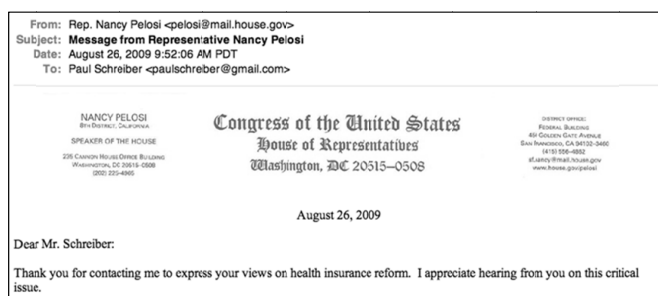 From: Rep. Nancy Pelosi <pelosi@mail.house.gov>
Subject: Message from Representative Nancy Pelosi
Date: August 26, 2009 9:52:06 AM PDT
To: Paul Schreiber <paulschreber@gmail.com>
NANCY PELOSI
8TH DISTRICT, CALIFORNIA
SPEAKER OF THE HOUSE
235 CANNON HOUSE OFFICE BUILDING
WASHINGTON, DC 20515-0508
(202) 225-4965
Congress of the United States
House of Representatives
Washington, DC 20515–0508
DISTRICT OFFICE:
FEDERAL BUILDING
450 GOLDEN GATE AVENUE
SAN FRANCISCO, CA 94102-3460
(415) 556-4862
sf.nancy@mail.house.gov
www.house.gov/pelosi
August 26, 2009
Dear Mr. Schreiber:
Thank you for contacting me to express your views on health insurance reform. I appreciate hearing from you on this critical
issue.